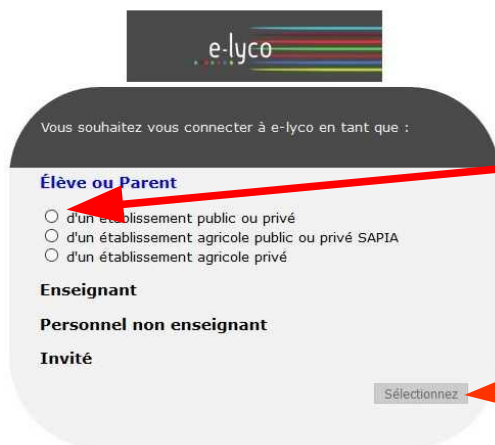 e-lyco
Vous souhaitez vous connecter à e-lyco en tant que :
Élève ou Parent
d'un établissement public ou privé
d'un établissement agricole public ou privé SAPIA
d'un établissement agricole privé
Enseignant
Personnel non enseignant
Invité
Sélectionnez